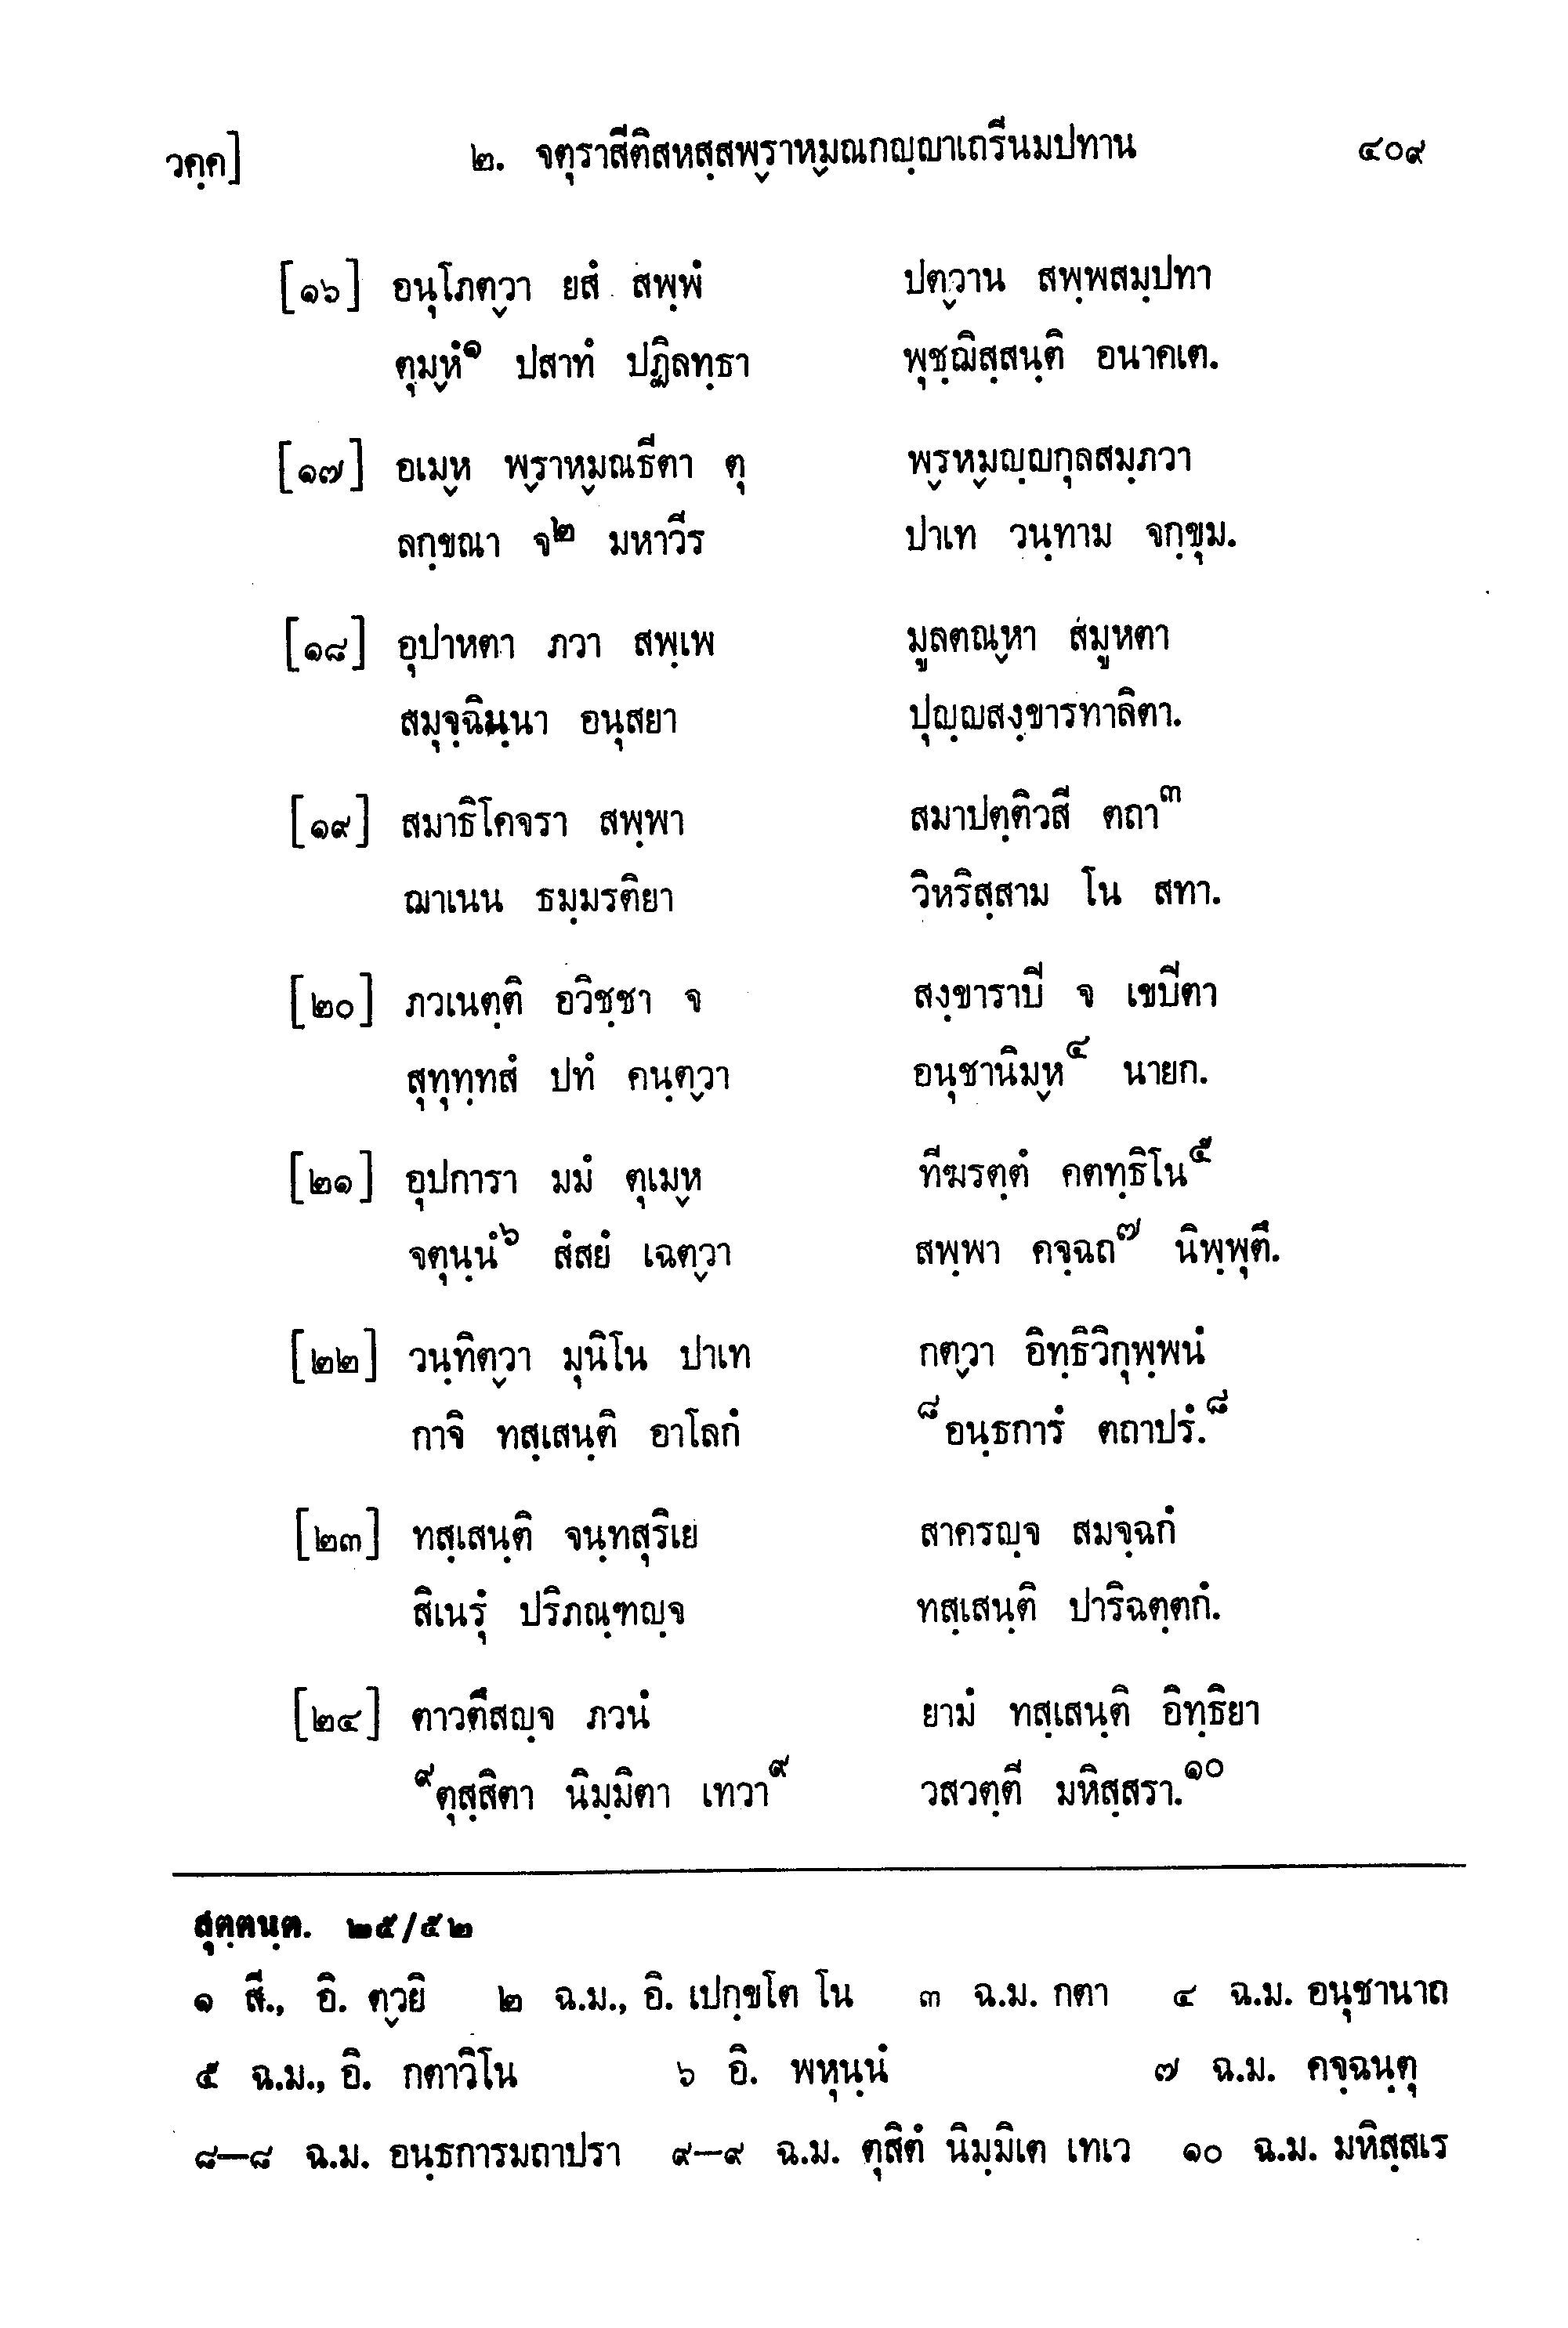 วคฺค] ๒. จตุราสีติสหสฺสพฺราหฺมณกญฺญาเถรีนมปทาน ๔๐๙
[๑๖] อนุโภตฺวา ยสํ สพฺพํ ปตฺวาน สพฺพสมฺปทา
ตุมฺหํ๑ ปสาทํ ปฏิลทฺธา พุชฺฌิสฺสนฺติ อนาคเต.
[๑๗] อเมฺห พฺราหฺมณธีตา ตุ พฺรหฺมญฺญกุลสมฺภวา
ลกฺขณา จ๒ มหาวีร ปาเท วนฺทาม จกฺขุม.
[๑๘] อุปาหตา ภวา สพฺเพ มูลตณฺหา สมูหตา
สมุจฺฉินฺนา อนุสยา ปุญฺญสงฺขารทาลิตา.
[๑๙] สมาธิโคจรา สพฺพา สมาปตฺติวสี ตถา๓
ฌาเนน ธมฺมรติยา วิหริสฺสาม โน สทา.
[๒๐] ภวเนตฺติ อวิชฺชา จ สงฺขาราปี จ เขปีตา
สุทุทฺทสํ ปทํ คนฺตฺวา อนุชานิมฺห๔ นายก.
[๒๑] อุปการา มมํ ตุเมฺห ทีฆรตฺตํ คตทฺธิโน๕
จตุนฺนํ๖ สํสยํ เฉตฺวา สพฺพา คจฺฉถ๗ นิพฺพุตึ.
[๒๒] วนฺทิตฺวา มุนิโน ปาเท กตฺวา อิทฺธิวิกุพฺพนํ
กาจิ ทสฺเสนฺติ อาโลกํ ๘อนฺธการํ ตถาปรํ.๘
[๒๓] ทสฺเสนฺติ จนฺทสุริเย สาครญฺจ สมจฺฉกํ
สิเนรุํ ปริภณฺฑญฺจ ทสฺเสนฺติ ปาริฉตฺตกํ.
[๒๔] ตาวตึสญฺจ ภวนํ ยามํ ทสฺเสนฺติ อิทฺธิยา
๙ตุสฺสิตา นิมฺมิตา เทวา๙ วสวตฺตี มหิสฺสรา.๑๐
สุตฺตนฺต. ๒๕/๕๒
๑ สี., อิ. ตฺวยิ ๒ ฉ.ม., อิ. เปกฺขโต โน ๓ ฉ.ม. กตา ๔ ฉ.ม. อนุชานาถ
๕ ฉ.ม., อิ. กตาวิโน ๖ อิ. พหุนฺนํ ๗ ฉ.ม. คจฺฉนฺตุ
๘—๘ ฉ.ม. อนฺธการมถาปรา ๙—๙ ฉ.ม. ตุสิตํ นิมฺมิเต เทเว ๑๐ ฉ.ม. มหิสฺสเร